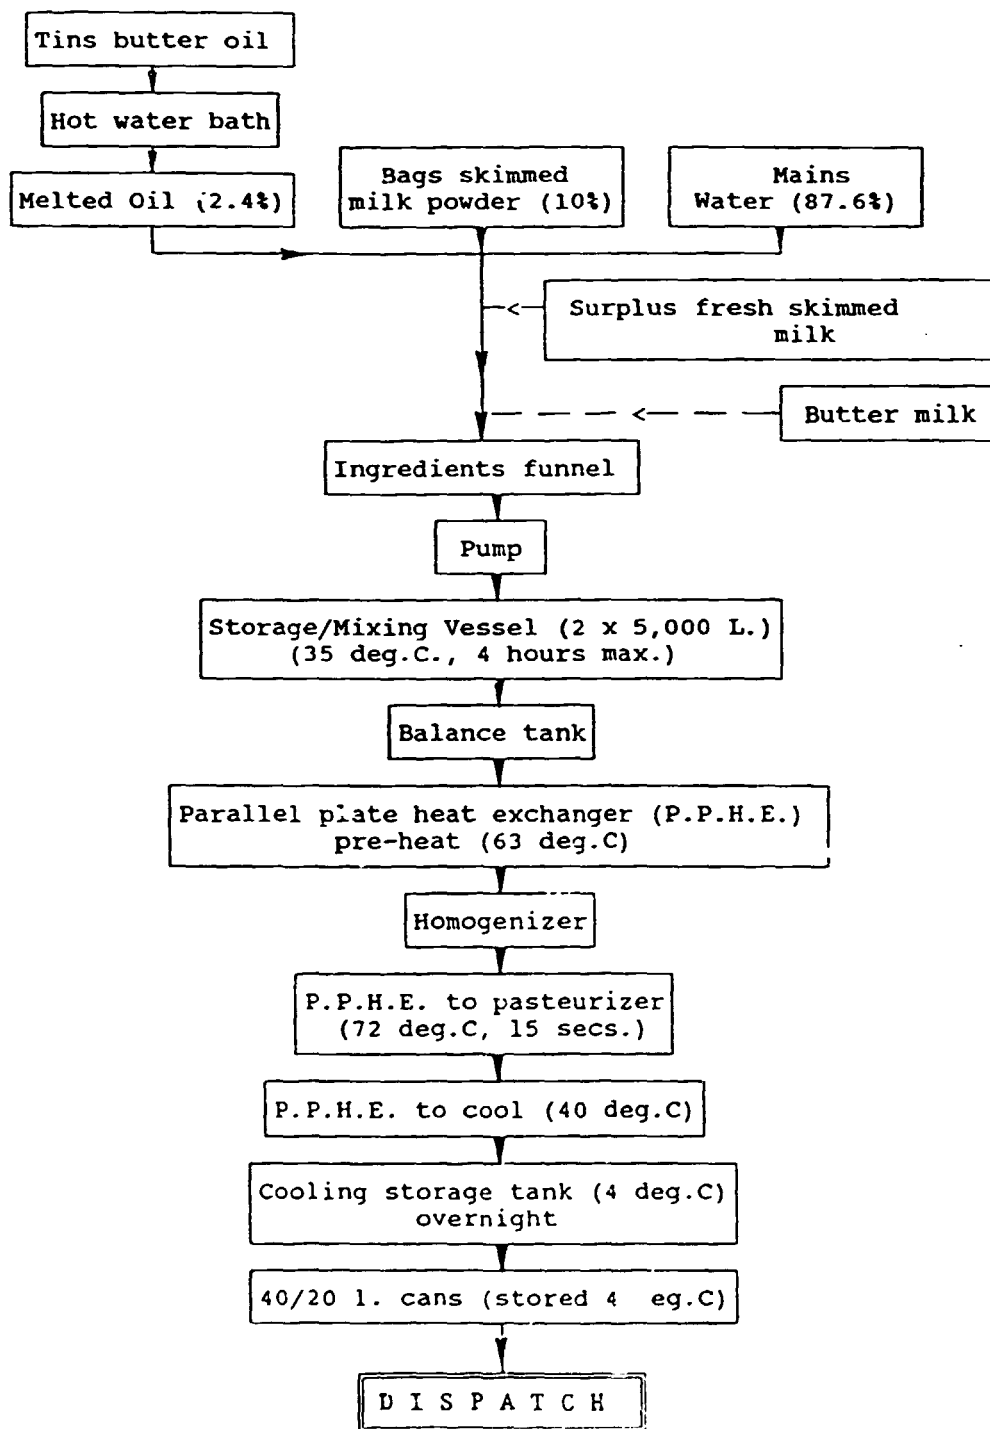 Tins butter oil
Hot water bath
Melted Oil (2.4%)
Bags skimmed
milk powder (10%)
Mains
Water (87.6%)
Surplus fresh skimmed
milk
Butter milk
Ingredients funnel
Pump
Storage/Mixing Vessel (2 x 5,000 L.)
(35 deg.C., 4 hours max.)
Balance tank
Parallel plate heat exchanger (P.P.H.E.)
pre-heat (63 deg.C)
Homogenizer
P.P.H.E. to pasteurizer
(72 deg.C, 15 secs.)
P.P.H.E. to cool (40 deg.C)
Cooling storage tank (4 deg.C)
overnight
40/20 l. cans (stored 4 eg.C)
D I S P A T C H